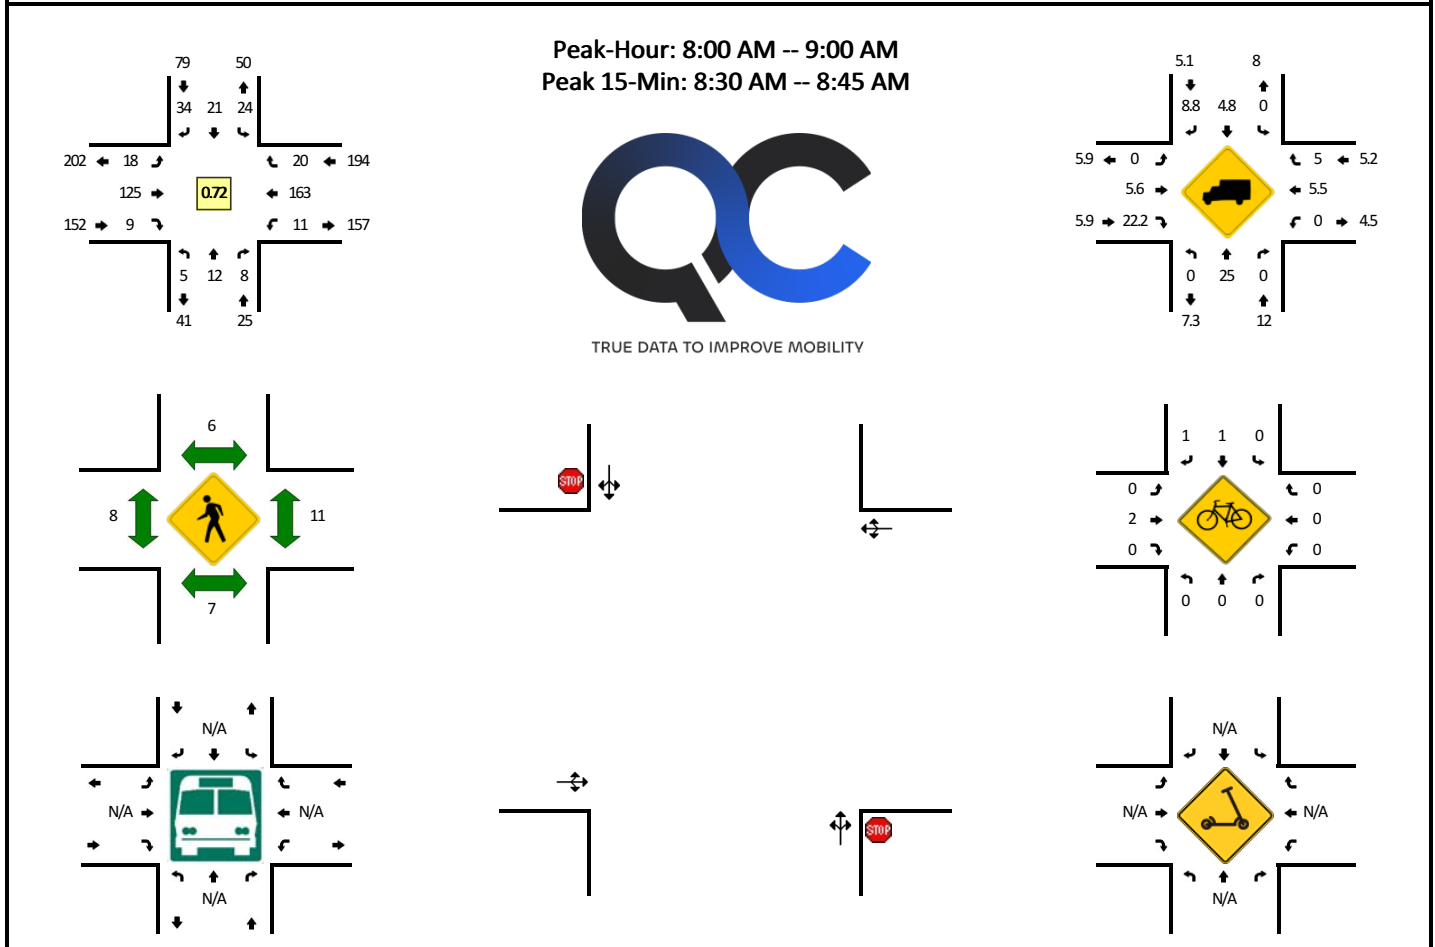 Peak-Hour: 8:00 AM -- 9:00 AM
Peak 15-Min: 8:30 AM -- 8:45 AM
79 50
34 21 24
202 18 20 194
125 0.72 163
152 9 11 157
5 12 8
41 25
TRUE DATA TO IMPROVE MOBILITY
5.1 8
8.8 4.8 0
5.9 0 5 5.2
5.6 5.5
5.9 22.2 0 4.5
0 25 0
7.3 12
6
8 11
7
STOP
STOP
1 1 0
0 0
2 0
0 0
0 0 0
N/A
N/A N/A
N/A
N/A
N/A N/A
N/A